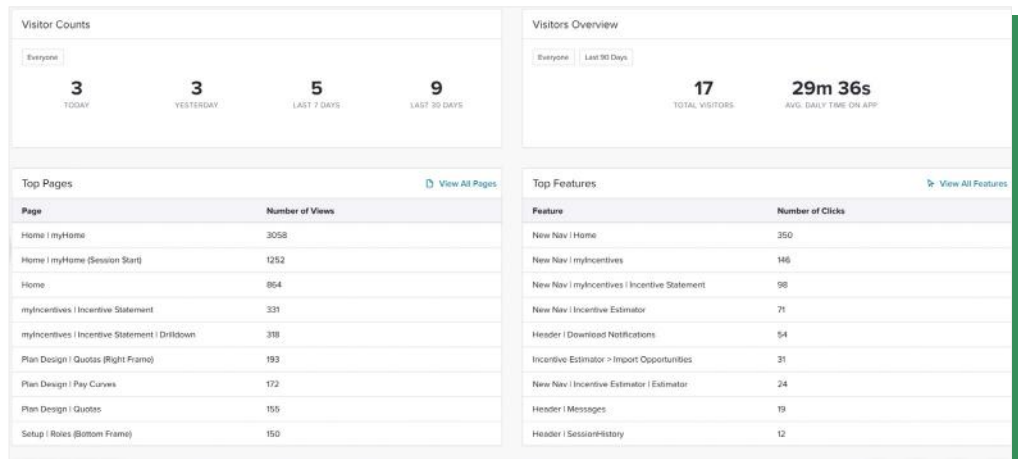 Visitor Counts
Everyone
3 3 5 9
TODAY YESTERDAY LAST 7 DAYS LAST 30 DAYS
Visitors Overview
Everyone Last 90 Days
17 29m 36s
TOTAL VISITORS AVG. DAILY TIME ON APP
Top Pages View All Pages
Page Number of Views
Home | myHome 3058
Home | myHome (Session Start) 1252
Home 864
myIncentives | Incentive Statement 331
myIncentives | Incentive Statement | Drilldown 318
Plan Design | Quotas (Right Frame) 193
Plan Design | Pay Curves 172
Plan Design | Quotas 155
Setup | Roles (Bottom Frame) 150
Top Features View All Features
Feature Number of Clicks
New Nav | Home 350
New Nav | myIncentives 146
New Nav | myIncentives | Incentive Statement 98
New Nav | Incentive Estimator 71
Header | Download Notifications 54
Incentive Estimator > Import Opportunities 31
New Nav | Incentive Estimator | Estimator 24
Header | Messages 19
Header | SessionHistory 12